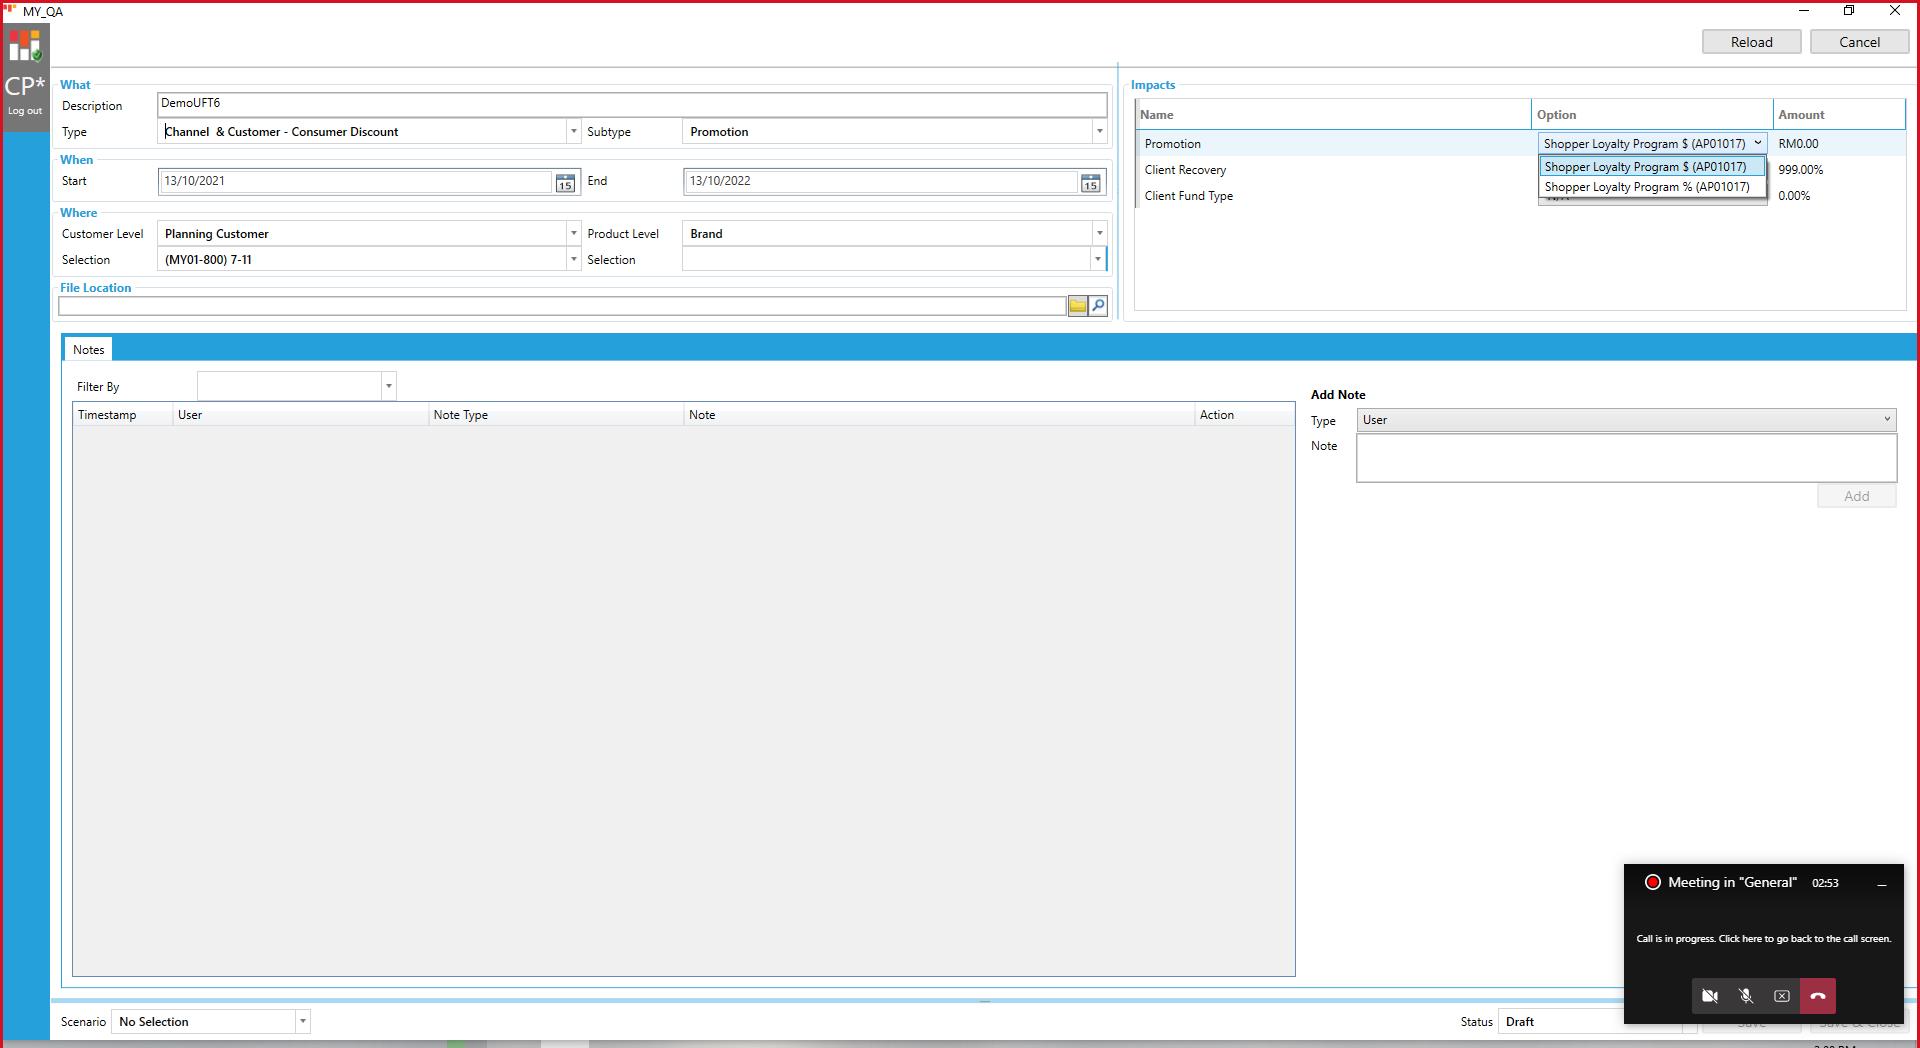 MY_QA
Reload Cancel
CP*
Log out
What
Description DemoUFT6
Type Channel & Customer - Consumer Discount Subtype Promotion
When
Start 13/10/2021 15 End 13/10/2022 15
Where
Customer Level Planning Customer Product Level Brand
Selection (MY01-800) 7-11 Selection
File Location
Impacts
Name Option Amount
Promotion Shopper Loyalty Program $ (AP01017) RM0.00
Shopper Loyalty Program $ (AP01017)
Shopper Loyalty Program % (AP01017)
Client Recovery 999.00%
Client Fund Type 0.00%
Notes
Filter By
Timestamp User Note Type Note Action
Add Note
Type User
Note
Add
Meeting in "General" 02:53
Call is in progress. Click here to go back to the call screen.
Scenario No Selection Status Draft